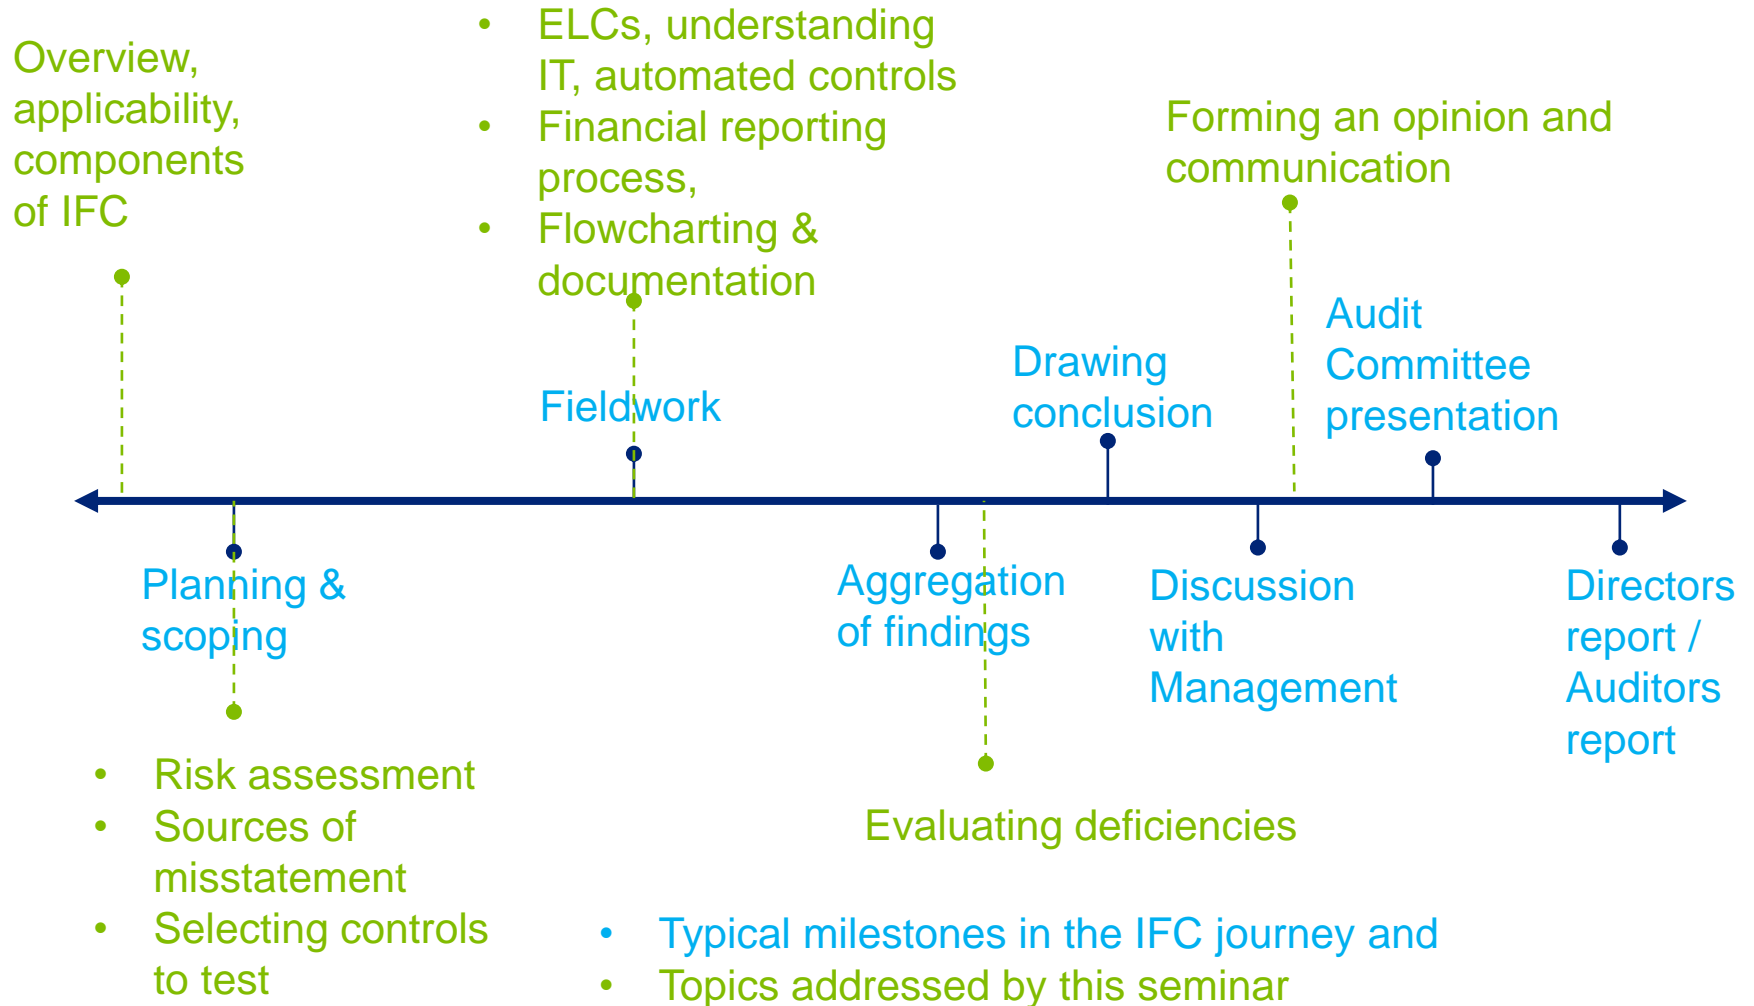 Overview,
applicability,
components
of IFC
• ELCs, understanding
IT, automated controls
• Financial reporting
process,
• Flowcharting &
documentation
Forming an opinion and
communication
Fieldwork
Drawing
conclusion
Audit
Committee
presentation
Planning &
scoping
Aggregation
of findings
Discussion
with
Management
Directors
report /
Auditors
report
• Risk assessment
• Sources of
misstatement
• Selecting controls
to test
Evaluating deficiencies
• Typical milestones in the IFC journey and
• Topics addressed by this seminar